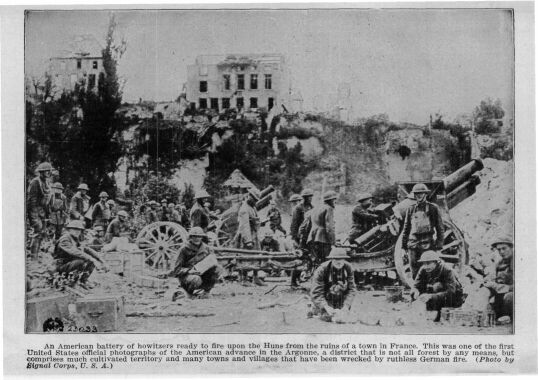 An American battery of howitzers ready to fire upon the Huns from the ruins of a town in France. This was one of the first
United States official photographs of the American advance in the Argonne, a district that is not all forest by any means, but
comprises much cultivated territory and many towns and villages that have been wrecked by ruthless German fire. (Photo by
Signal Corps, U. S. A.)